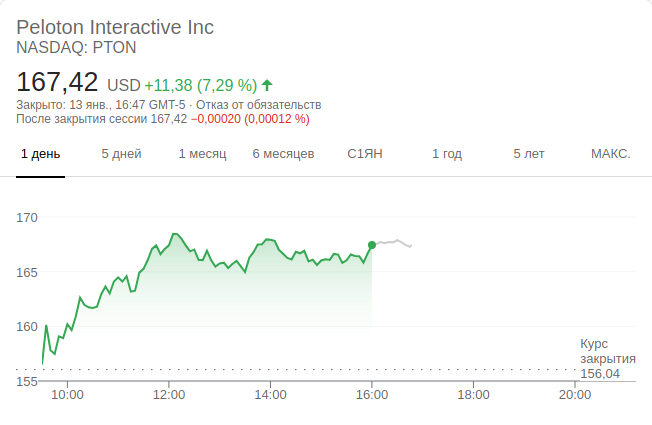 Peloton Interactive Inc
NASDAQ: PTON
167,42 USD +11,38 (7,29 %)
Закрыто: 13 янв., 16:47 GMT-5 · Отказ от обязательств
После закрытия сессии 167,42 −0,00020 (0,00012 %)
1 день 5 дней 1 месяц 6 месяцев С1ЯН 1 год 5 лет МАКС.
170
165
160
Курс
закрытия
156,04
155
10:00 12:00 14:00 16:00 18:00 20:00